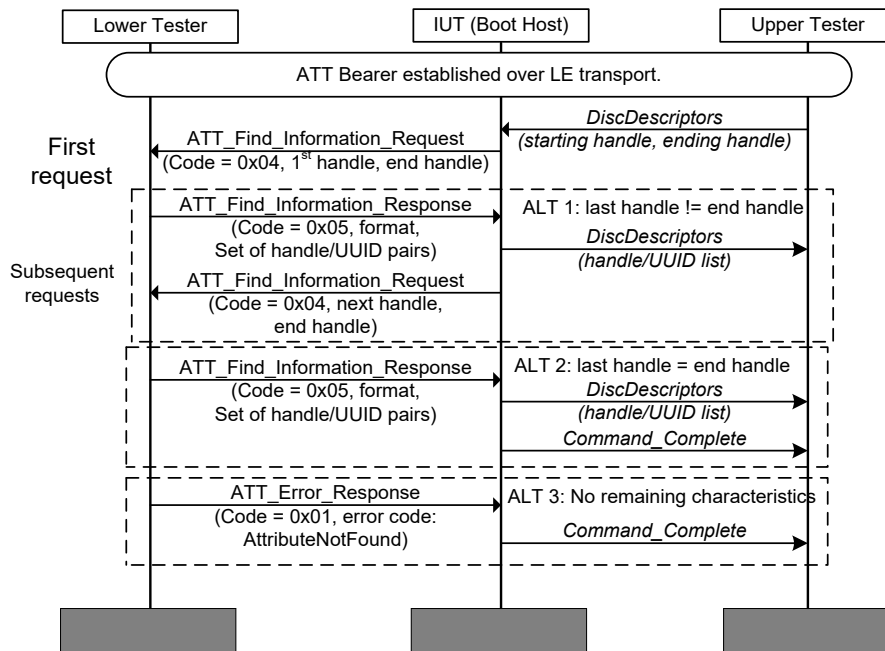 Lower Tester
IUT (Boot Host)
Upper Tester
ATT Bearer established over LE transport.
DiscDescriptors
(starting handle, ending handle)
First
request
ATT_Find_Information_Request
(Code = 0x04, 1st handle, end handle)
Subsequent
requests
ATT_Find_Information_Response
(Code = 0x05, format,
Set of handle/UUID pairs)
ALT 1: last handle != end handle
DiscDescriptors
(handle/UUID list)
ATT_Find_Information_Request
(Code = 0x04, next handle,
end handle)
ATT_Find_Information_Response
(Code = 0x05, format,
Set of handle/UUID pairs)
ALT 2: last handle = end handle
DiscDescriptors
(handle/UUID list)
Command_Complete
ATT_Error_Response
(Code = 0x01, error code:
AttributeNotFound)
ALT 3: No remaining characteristics
Command_Complete